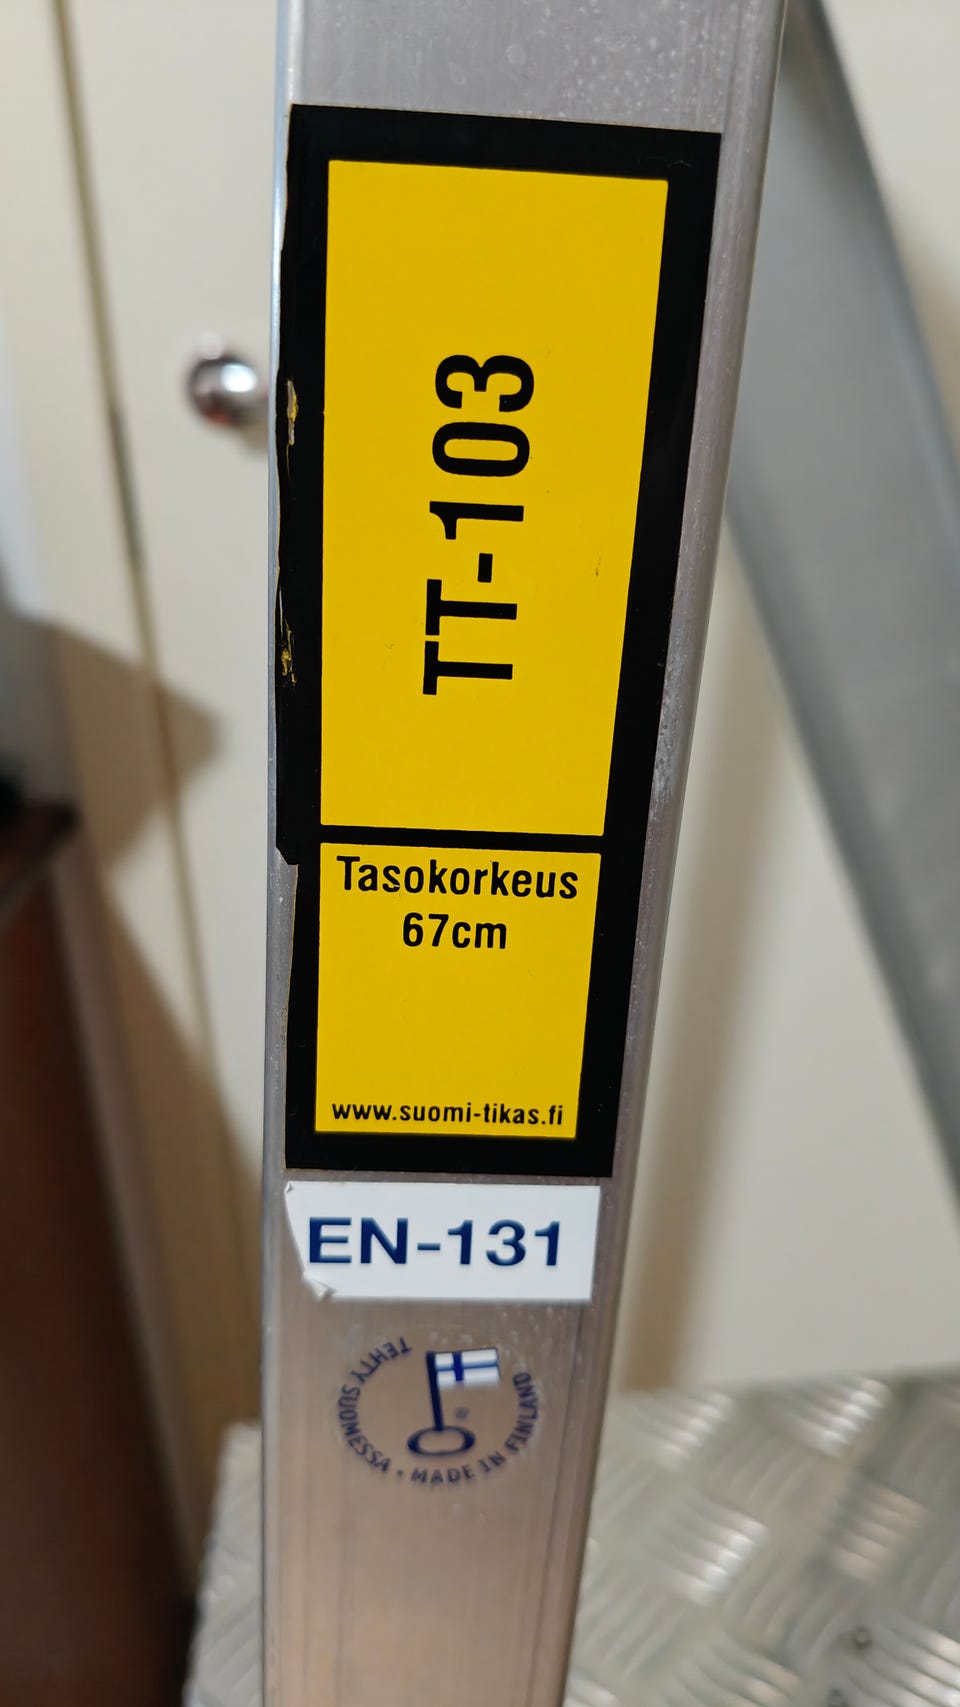 TT-103
Tasokorkeus
67cm
www.suomi-tikas.fi
EN-131
TEHTY SUOMESSA • MADE IN FINLAND
®